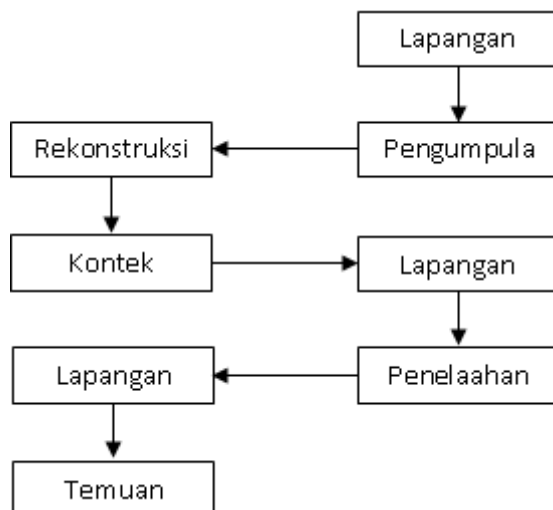 Lapangan
Pengumpula
Rekonstruksi
Kontek
Lapangan
Penelaahan
Lapangan
Temuan